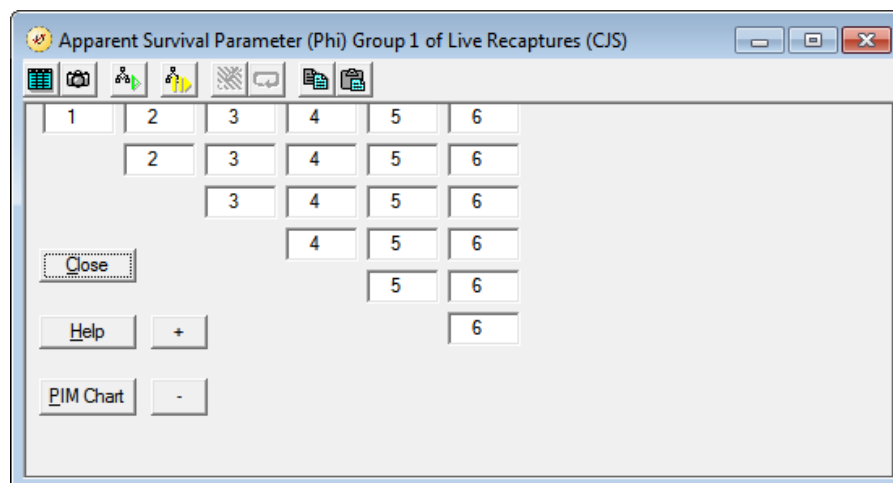 Apparent Survival Parameter (Phi) Group 1 of Live Recaptures (CJS)
1 2 3 4 5 6
2 3 4 5 6
3 4 5 6
4 5 6
Close
5 6
Help + 6
PIM Chart -